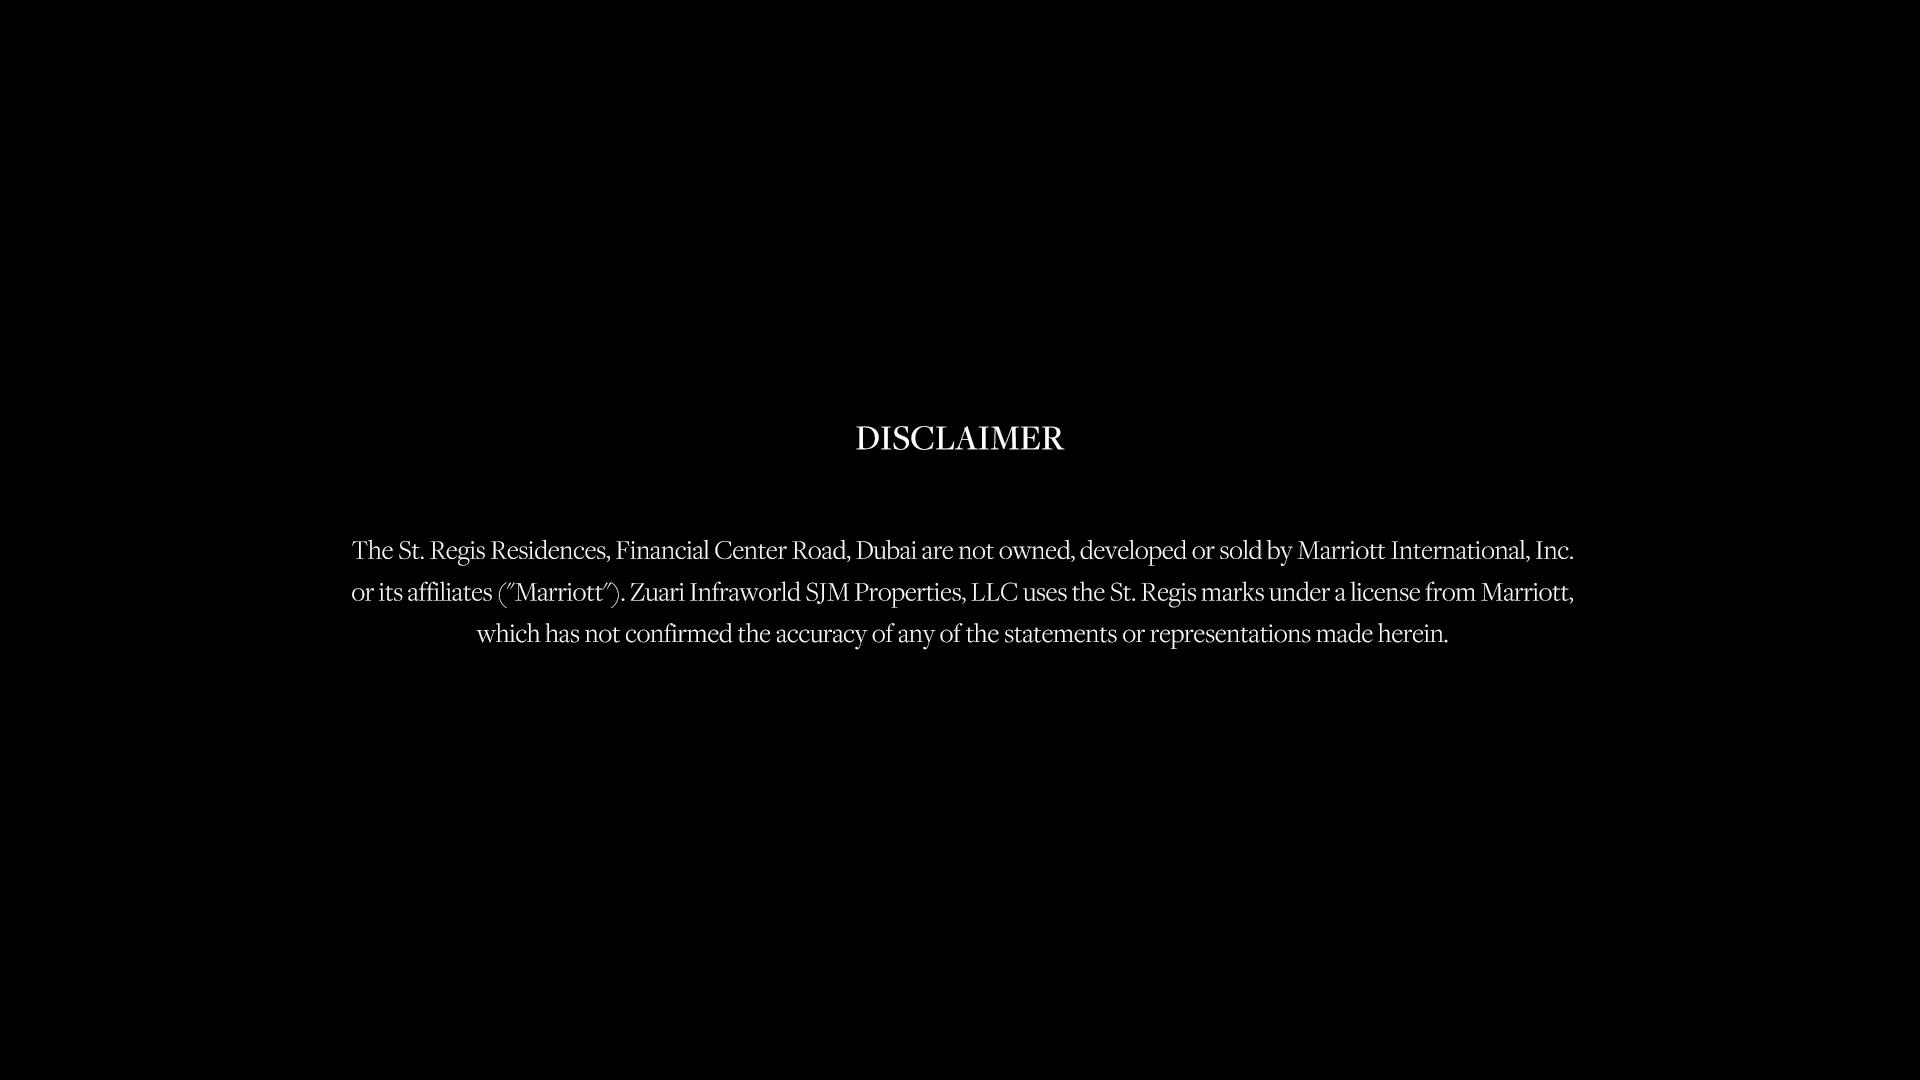 DISCLAIMER
The St. Regis Residences, Financial Center Road, Dubai are not owned, developed or sold by Marriott International, Inc.
or its affiliates ("Marriott"). Zuari Infraworld SJM Properties, LLC uses the St. Regis marks under a license from Marriott,
which has not confirmed the accuracy of any of the statements or representations made herein.